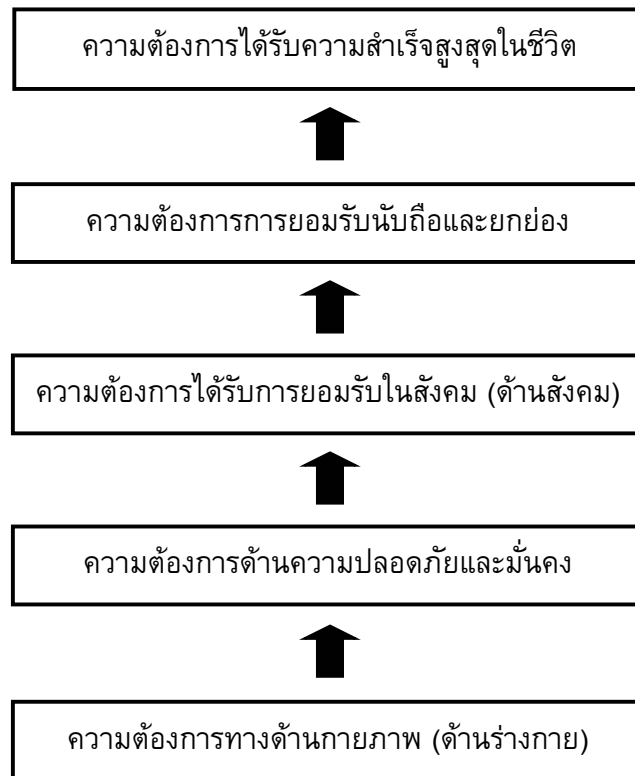 ความต้องการได้รับความสำเร็จสูงสุดในชีวิต
ความต้องการการยอมรับนับถือและยกย่อง
ความต้องการได้รับการยอมรับในสังคม (ด้านสังคม)
ความต้องการด้านความปลอดภัยและมั่นคง
ความต้องการทางด้านกายภาพ (ด้านร่างกาย)